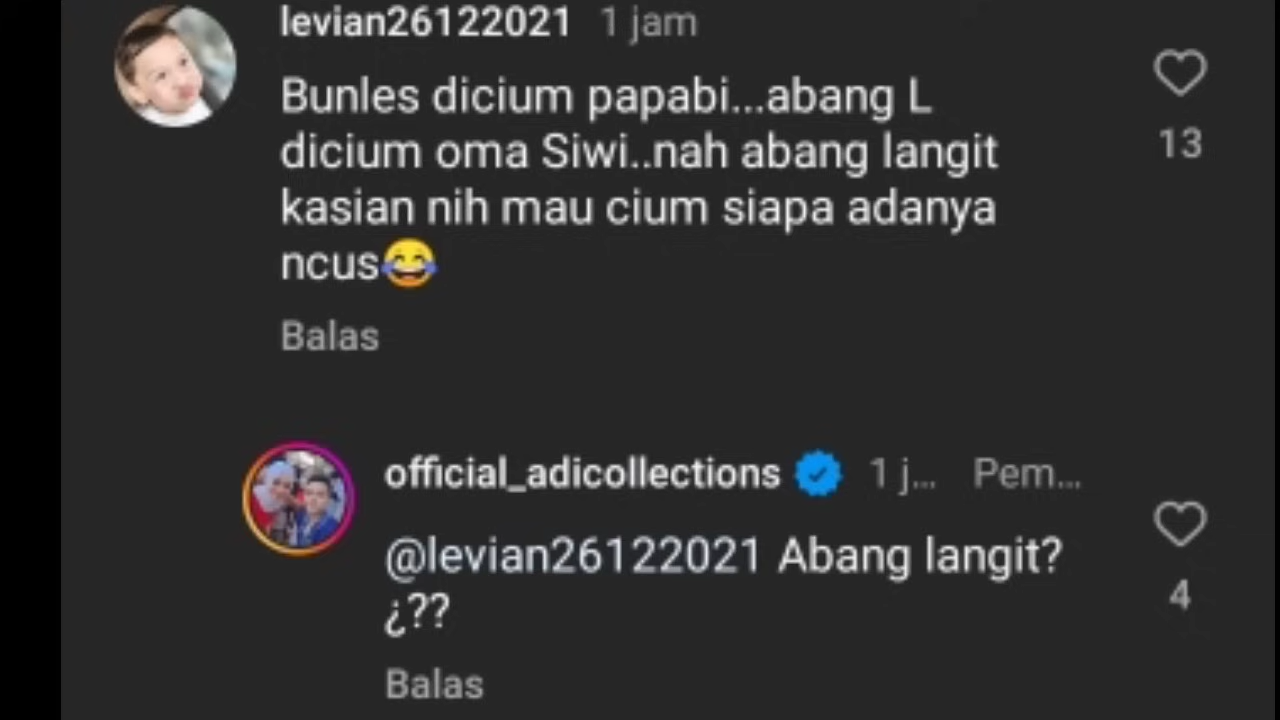 levian26122021 1 jam
Bunles dicium papabi...abang L
dicium oma Siwi..nah abang langit
kasian nih mau cium siapa adanya
ncus😂
13
Balas
official_adicollections 1 j... Pem...
@levian26122021 Abang langit?
¿??
4
Balas